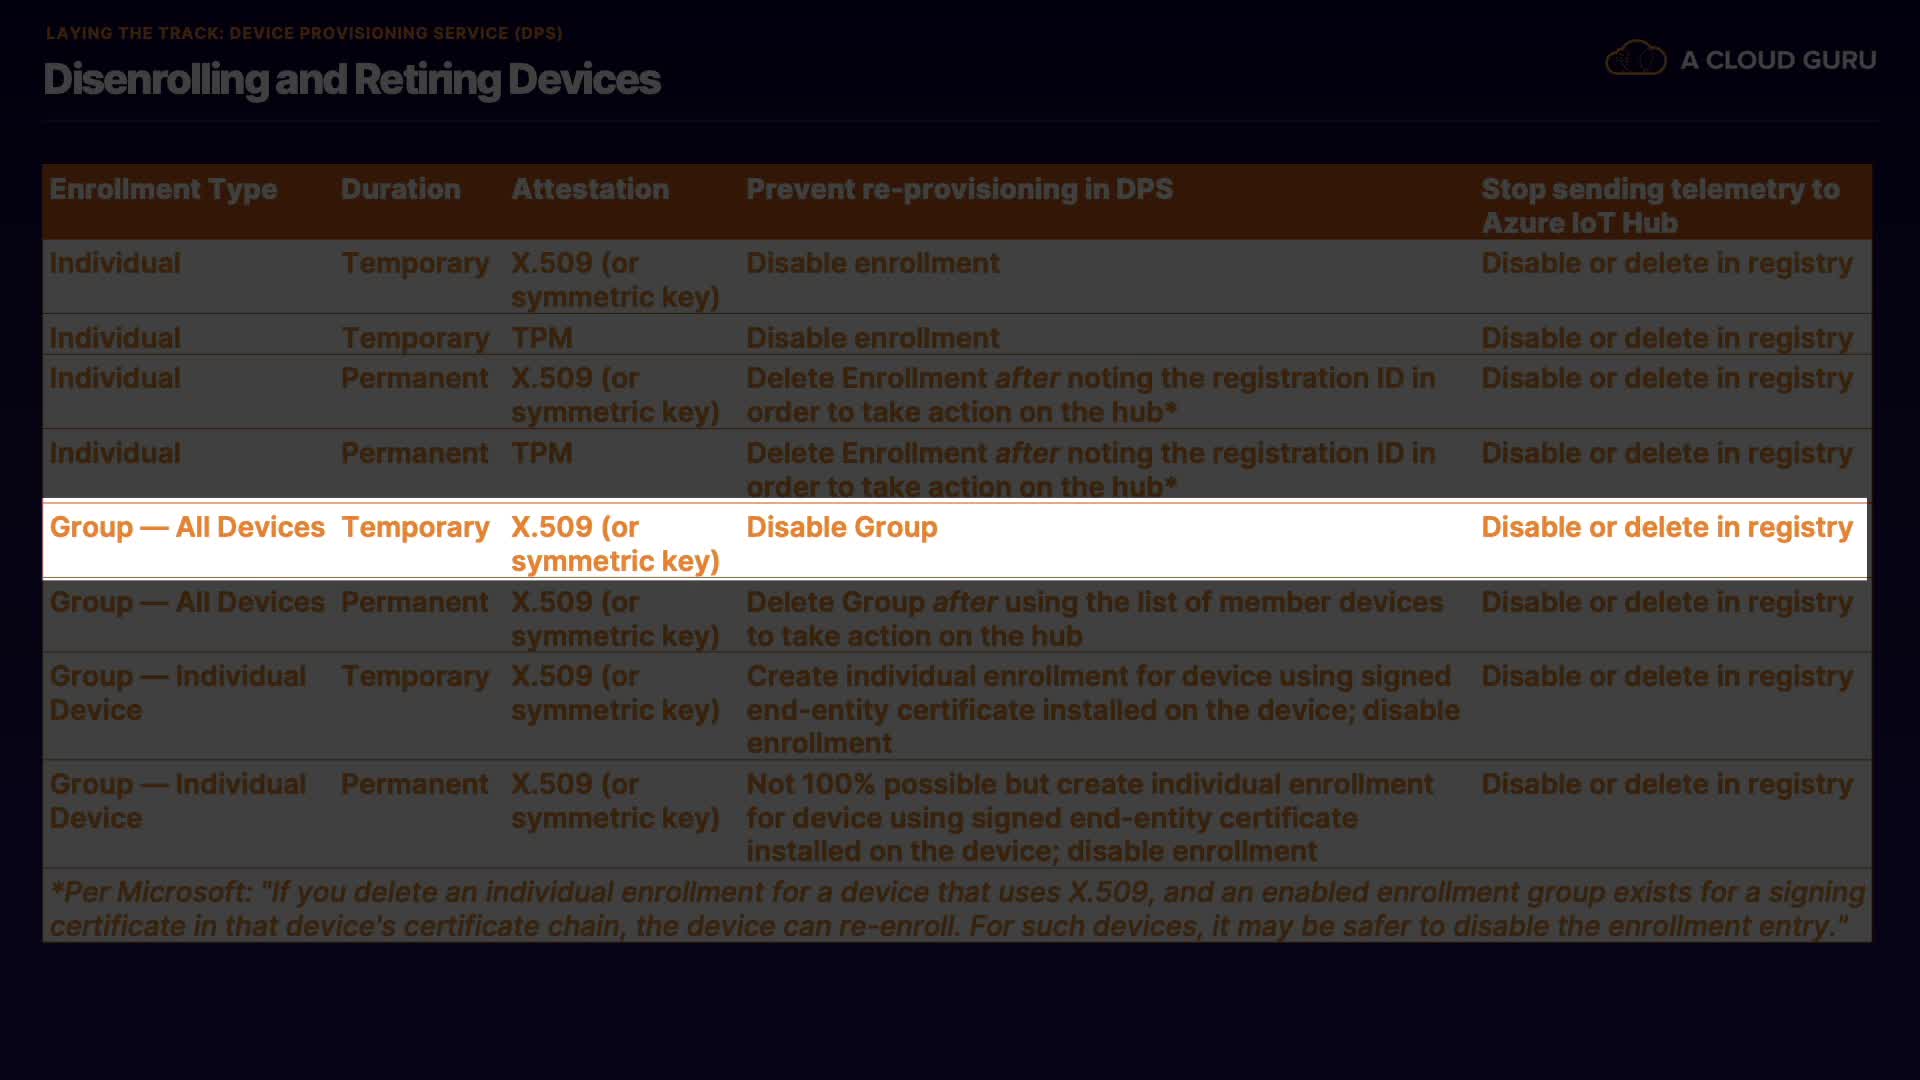 LAYING THE TRACK: DEVICE PROVISIONING SERVICE (DPS)
Disenrolling and Retiring Devices
A CLOUD GURU
Enrollment Type Duration Attestation Prevent re-provisioning in DPS Stop sending telemetry to
Azure IoT Hub
Individual Temporary X.509 (or Disable enrollment Disable or delete in registry
symmetric key)
Individual Temporary TPM Disable enrollment Disable or delete in registry
Individual Permanent X.509 (or Delete Enrollment after noting the registration ID in Disable or delete in registry
symmetric key) order to take action on the hub*
Individual Permanent TPM Delete Enrollment after noting the registration ID in Disable or delete in registry
order to take action on the hub*
Group — All Devices Temporary X.509 (or Disable Group Disable or delete in registry
symmetric key)
Group — All Devices Permanent X.509 (or Delete Group after using the list of member devices Disable or delete in registry
symmetric key) to take action on the hub
Group — Individual Temporary X.509 (or Create individual enrollment for device using signed Disable or delete in registry
Device symmetric key) end-entity certificate installed on the device; disable
enrollment
Group — Individual Permanent X.509 (or Not 100% possible but create individual enrollment Disable or delete in registry
Device symmetric key) for device using signed end-entity certificate
installed on the device; disable enrollment
*Per Microsoft: "If you delete an individual enrollment for a device that uses X.509, and an enabled enrollment group exists for a signing
certificate in that device's certificate chain, the device can re-enroll. For such devices, it may be safer to disable the enrollment entry."